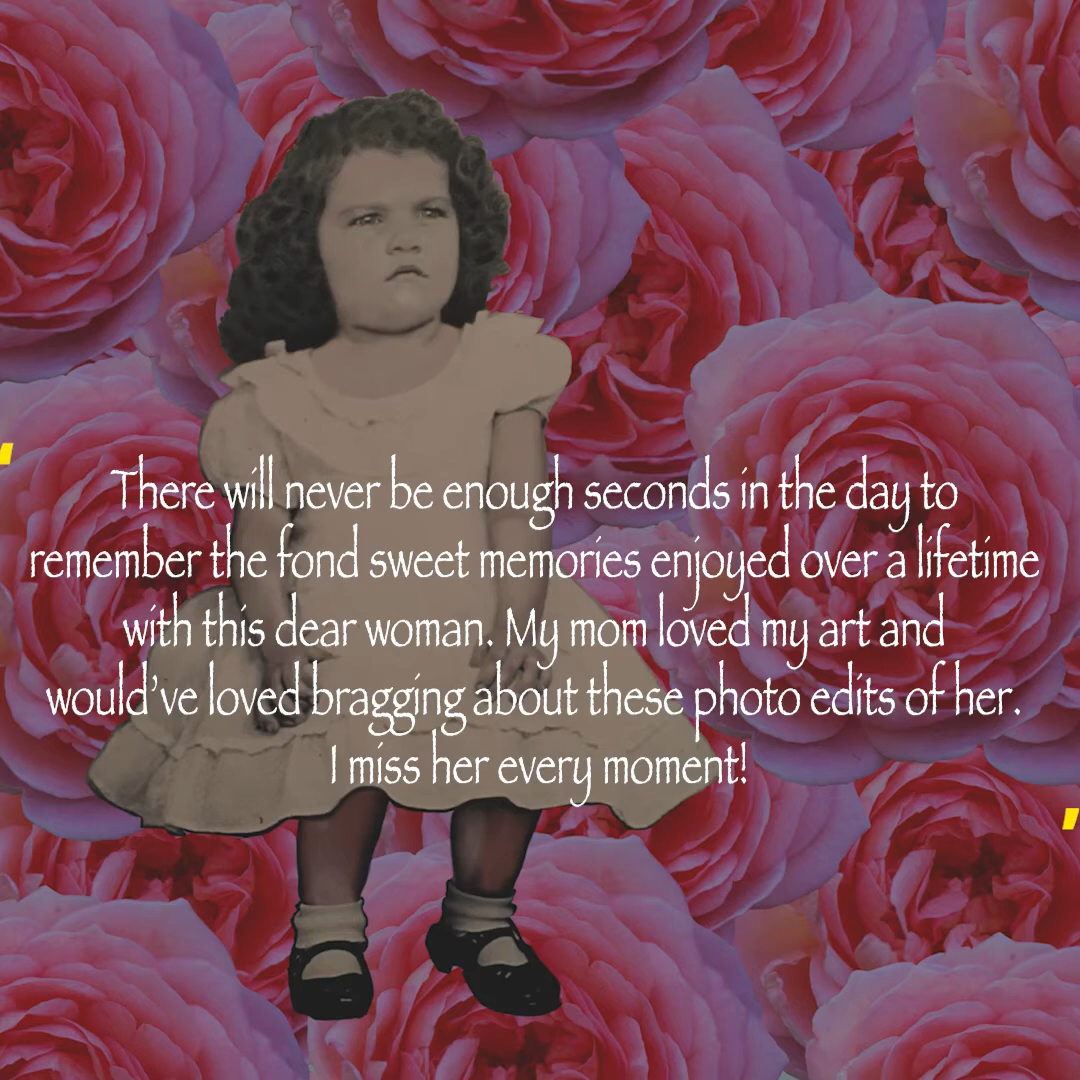 There will never be enough seconds in the day to
remember the fond sweet memories enjoyed over a lifetime
with this dear woman. My mom loved my art and
would’ve loved bragging about these photo edits of her.
I miss her every moment!